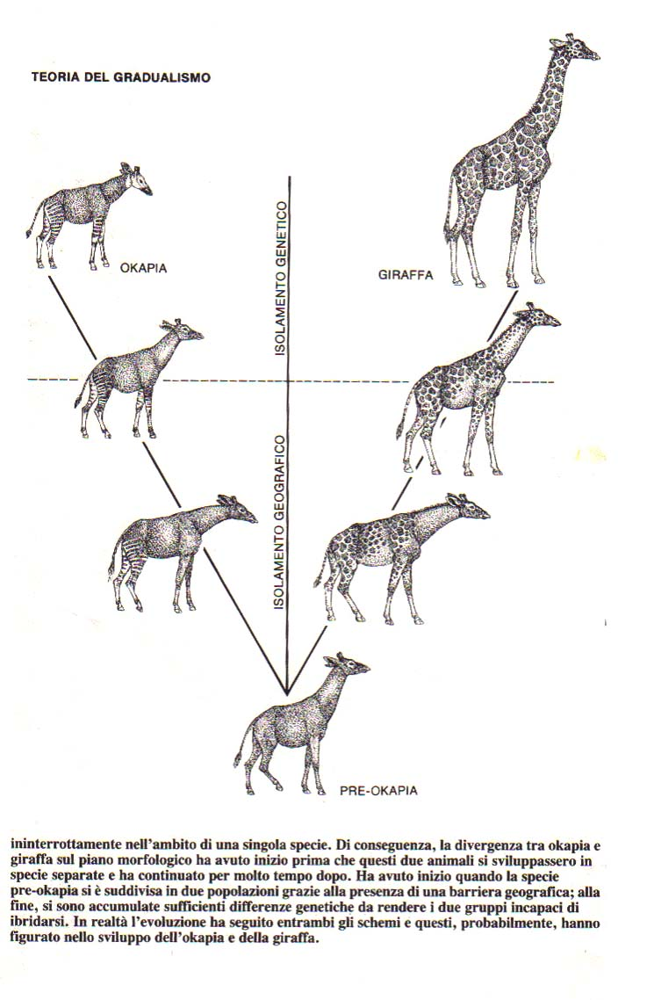 TEORIA DEL GRADUALISMO
OKAPIA
GIRAFFA
ISOLAMENTO GENETICO
ISOLAMENTO GEOGRAFICO
PRE-OKAPIA
ininterrottamente nell'ambito di una singola specie. Di conseguenza, la divergenza tra okapia e
giraffa sul piano morfologico ha avuto inizio prima che questi due animali si sviluppassero in
specie separate e ha continuato per molto tempo dopo. Ha avuto inizio quando la specie
pre-okapia si è suddivisa in due popolazioni grazie alla presenza di una barriera geografica; alla
fine, si sono accumulate sufficienti differenze genetiche da rendere i due gruppi incapaci di
ibridarsi. In realtà l'evoluzione ha seguito entrambi gli schemi e questi, probabilmente, hanno
figurato nello sviluppo dell'okapia e della giraffa.